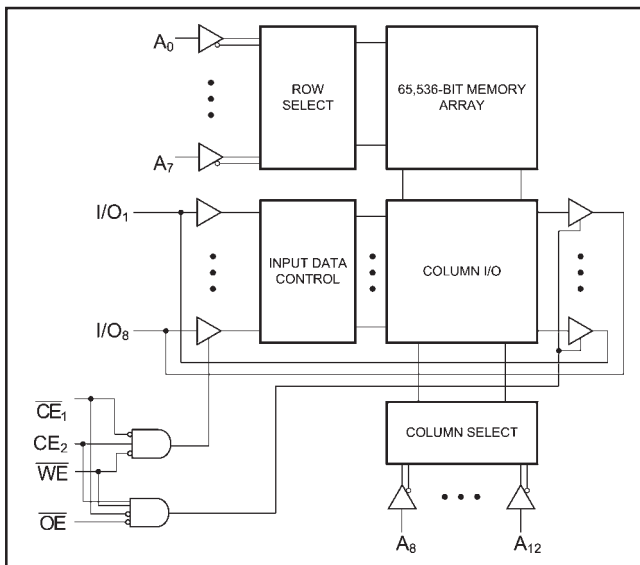 A0
ROW
SELECT
65,536-BIT MEMORY
ARRAY
A7
I/O1
INPUT DATA
CONTROL
COLUMN I/O
I/O8
CE1
CE2
WE
OE
COLUMN SELECT
A8
A12